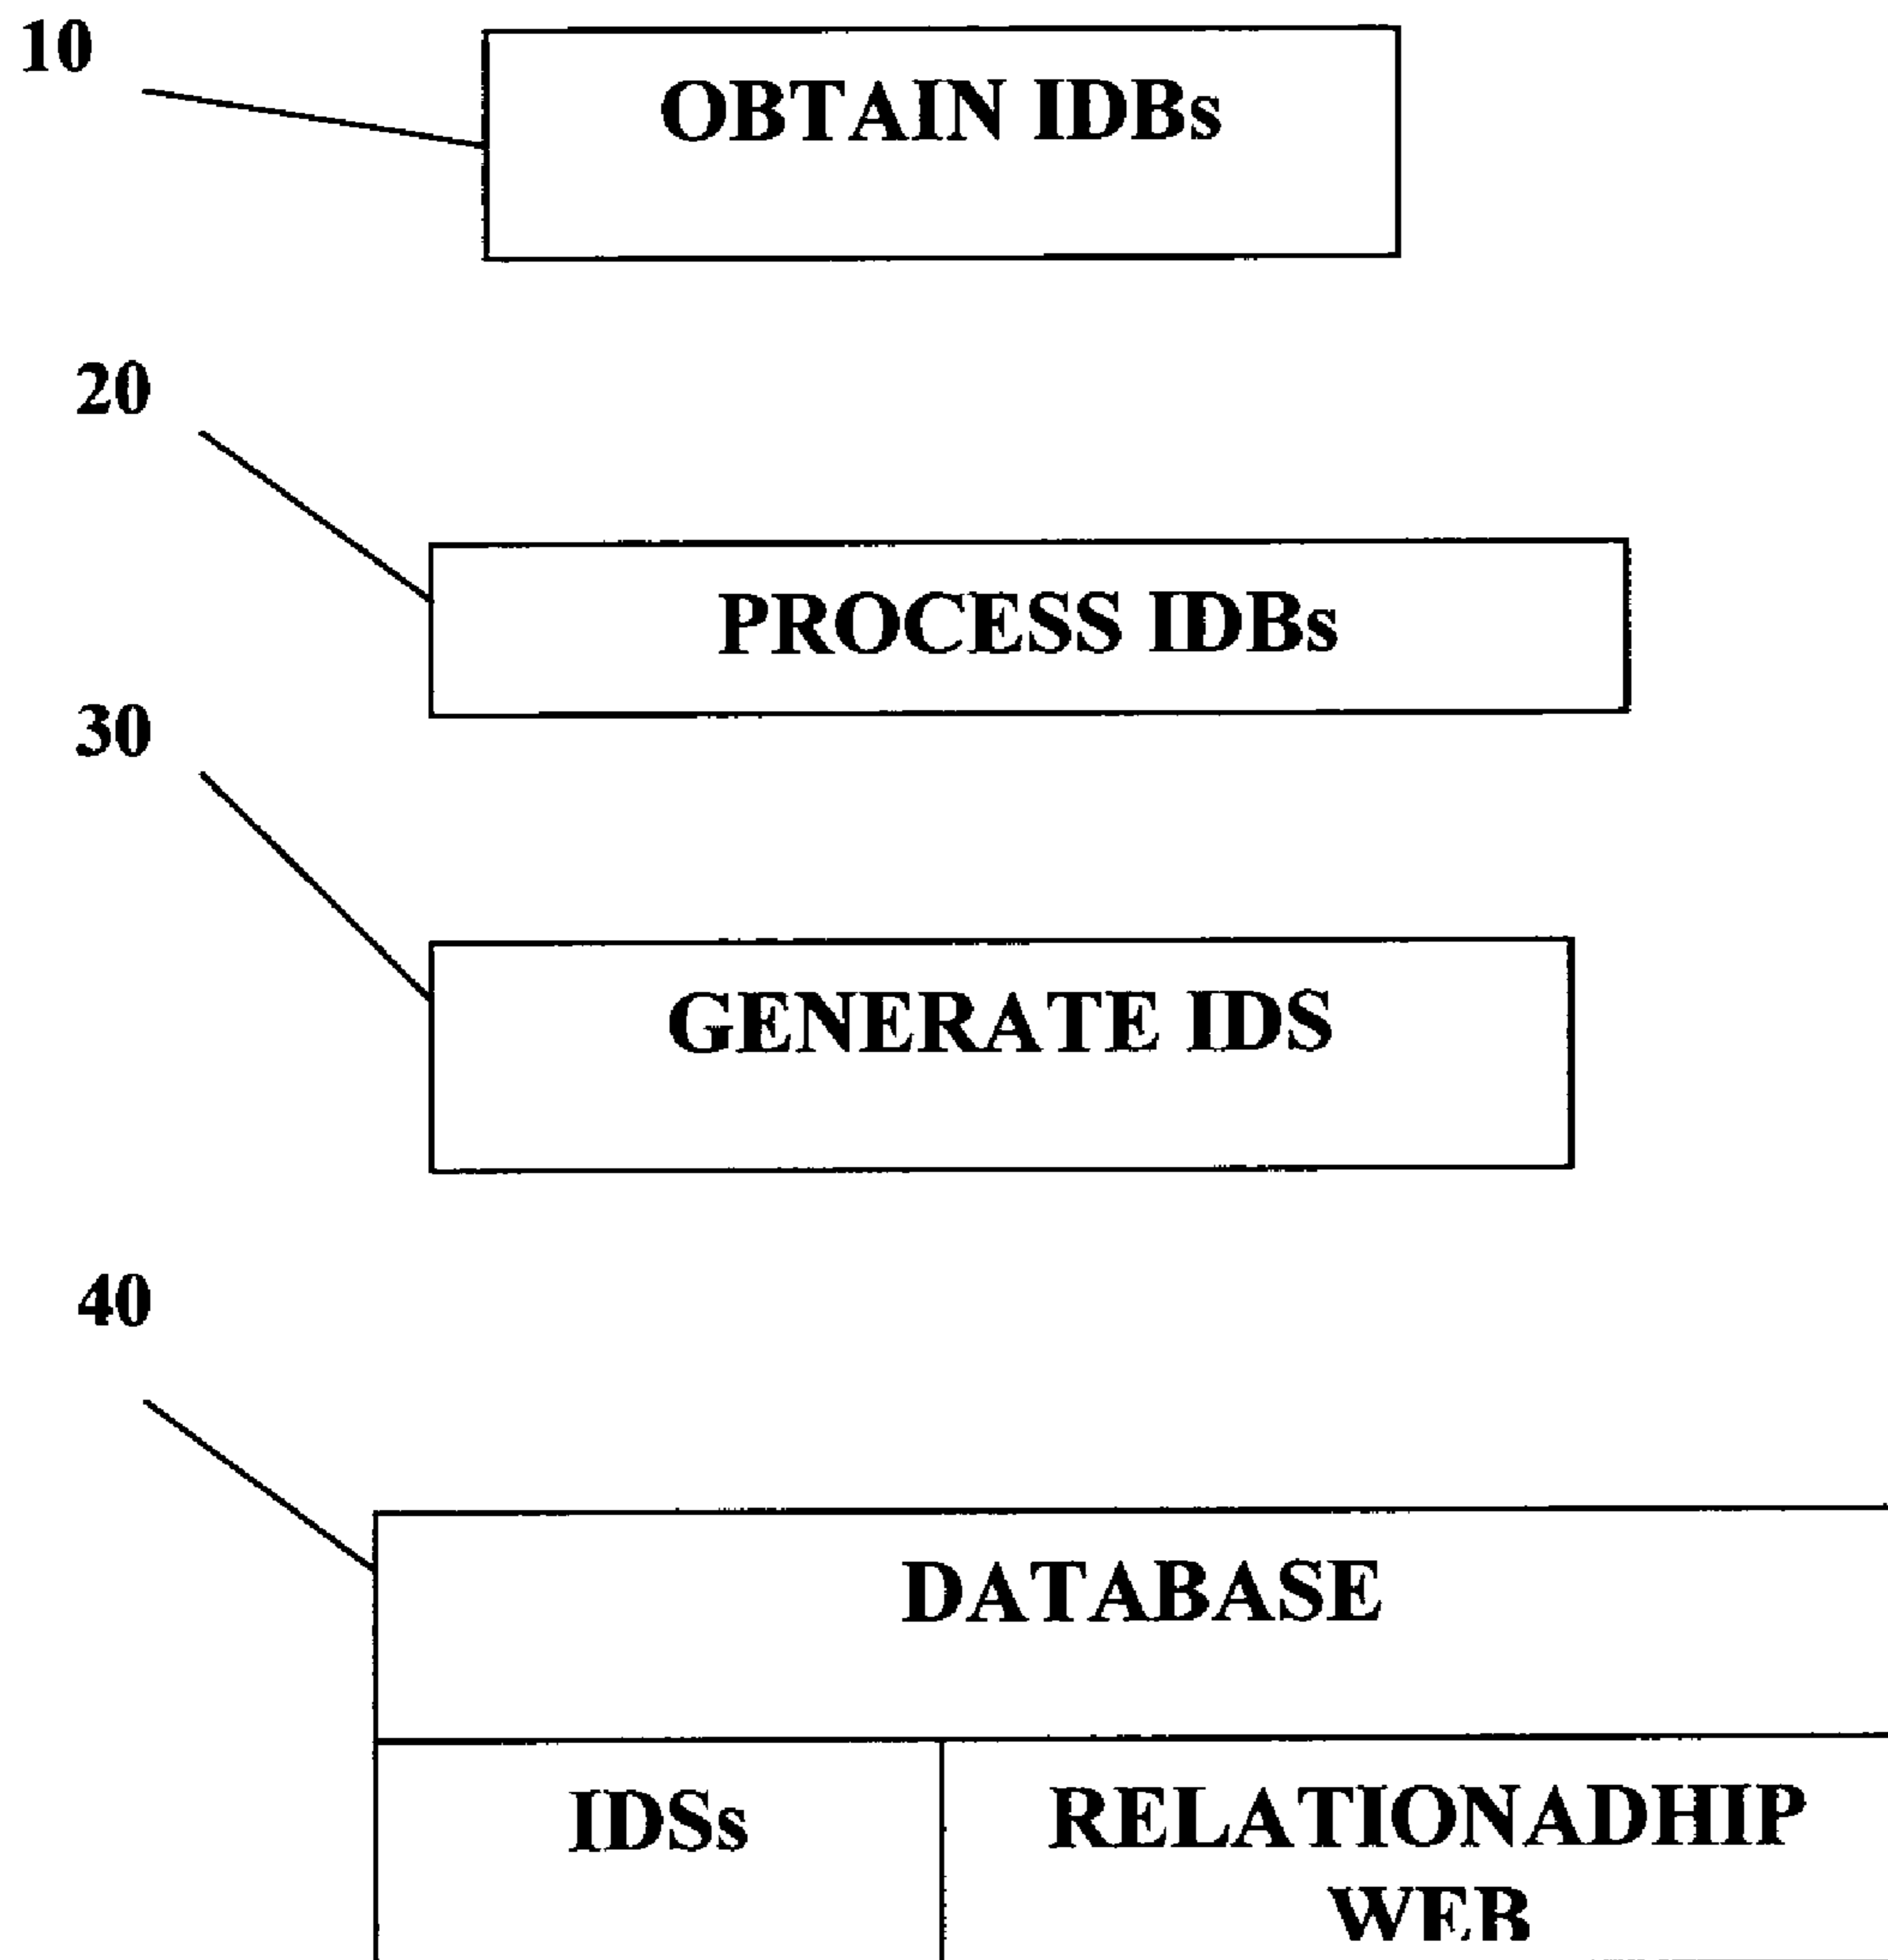 10
OBTAIN IDBs
20
PROCESS IDBs
30
GENERATE IDS
40
DATABASE
IDSs
RELATIONADHIP
WEB